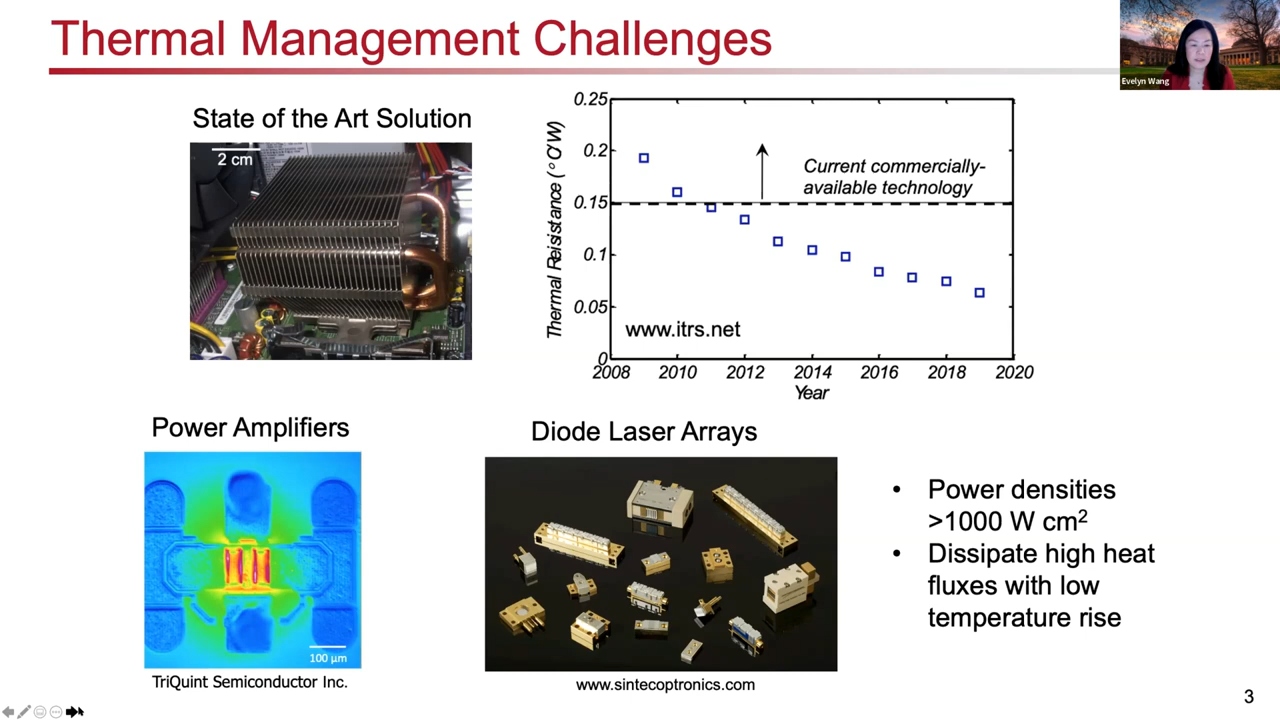 Thermal Management Challenges
Evelyn Wang
State of the Art Solution
2 cm
0.25
0.2
0.15
0.1
0.05
0
Thermal Reisistance (°C/W)
Current commercially-
available technology
www.itrs.net
2008 2010 2012 2014 2016 2018 2020
Year
Power Amplifiers
100 µm
TriQuint Semiconductor Inc.
Diode Laser Arrays
www.sintecoptronics.com
• Power densities
>1000 W cm²
• Dissipate high heat
fluxes with low
temperature rise
3